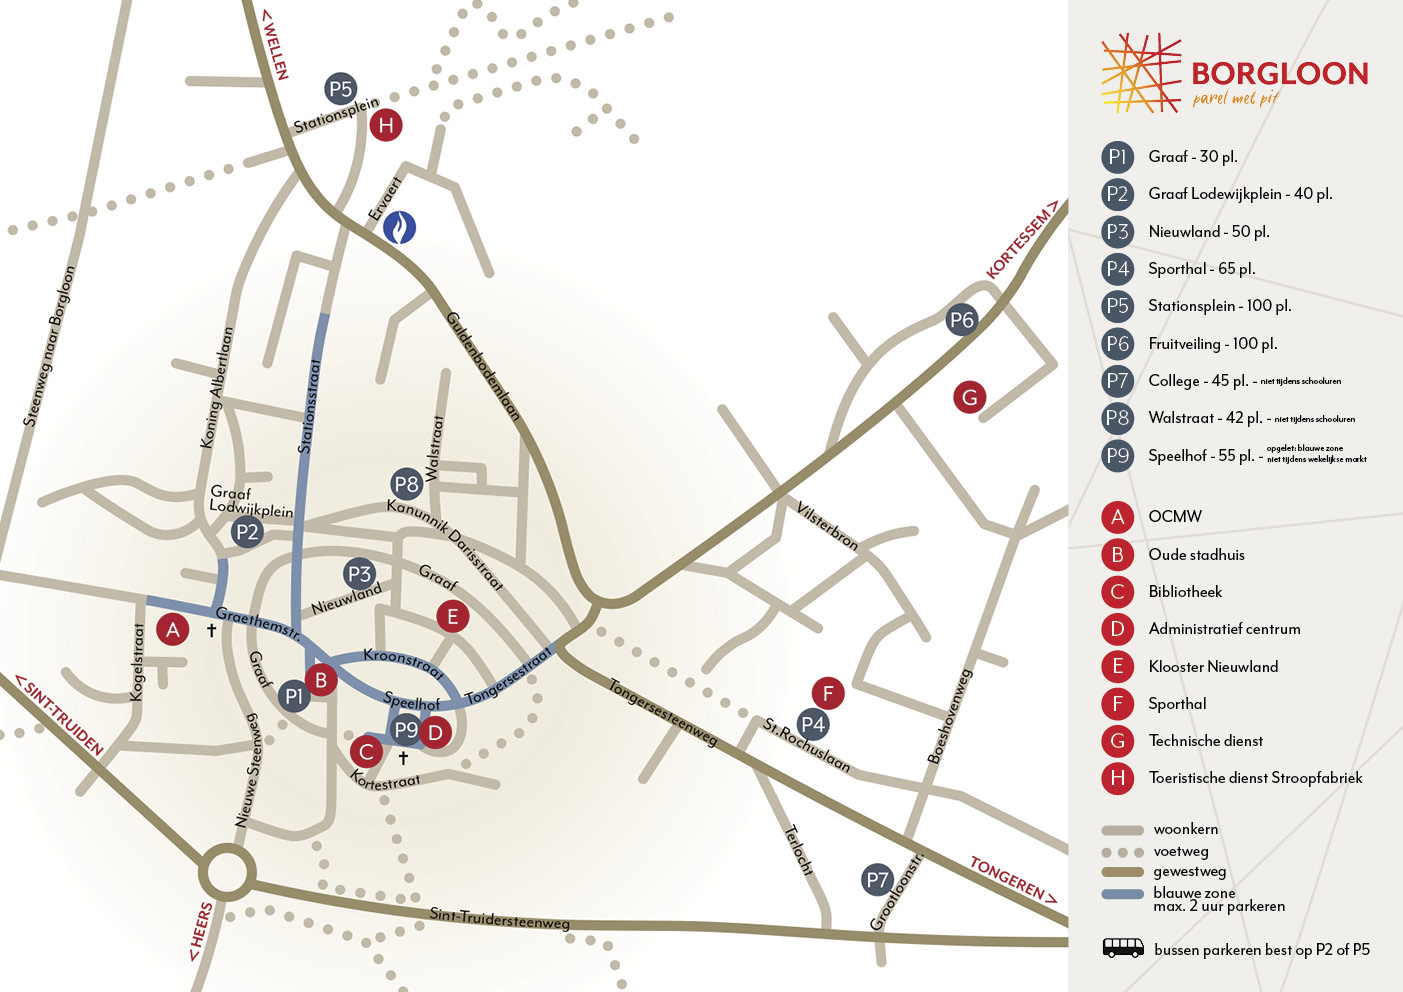 < WELLEN
P5
Stationsplein
H
Ervaert
KORTESSEM >
P6
Steenweg naar Borgloon
Koning Albertlaan
Stationsstraat
Guldenbodemlaan
Walstraat
G
P8
Graaf
Lodwijkplein
P2
Kanunnik Darisstraat
Vilsterbron
P3
Nieuwland
Graaf
E
Graethemstr.
A
Kogelstraat
Graaf
Kroonstraat
B
P1
Speelhof
Tongersestraat
P9
D
C
Kortestraat
< SINT-TRUIDEN
Nieuwe Steenweg
Tongersesteenweg
F
P4
St.Rochuslaan
Boeshovenweg
Terlocht
P7
Grootloonstr.
TONGEREN >
Sint-Truidersteenweg
< HEERS
BORGLOON
parel met pit
P1 Graaf - 30 pl.
P2 Graaf Lodewijkplein - 40 pl.
P3 Nieuwland - 50 pl.
P4 Sporthal - 65 pl.
P5 Stationsplein - 100 pl.
P6 Fruitveiling - 100 pl.
P7 College - 45 pl. - niet tijdens schooluren
P8 Walstraat - 42 pl. - niet tijdens schooluren
P9 Speelhof - 55 pl. - opgelet: blauwe zone
niet tijdens wekelijkse markt
A OCMW
B Oude stadhuis
C Bibliotheek
D Administratief centrum
E Klooster Nieuwland
F Sporthal
G Technische dienst
H Toeristische dienst Stroopfabriek
woonkern
voetweg
gewestweg
blauwe zone
max. 2 uur parkeren
bussen parkeren best op P2 of P5